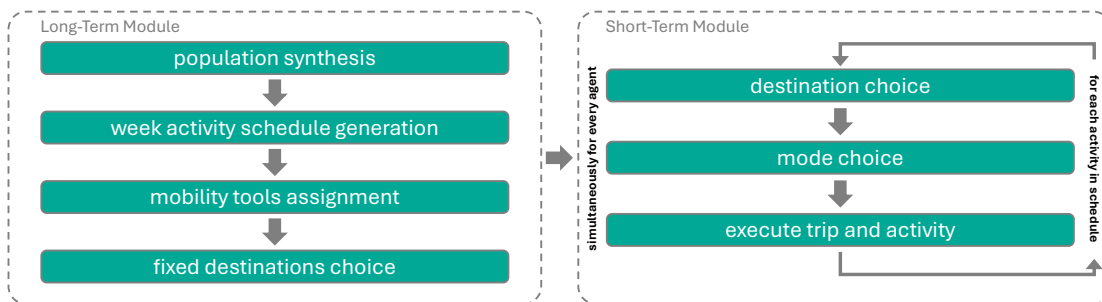 Long-Term Module
population synthesis
week activity schedule generation
mobility tools assignment
fixed destinations choice
Short-Term Module
simultaneously for every agent
destination choice
mode choice
execute trip and activity
for each activity in
schedule